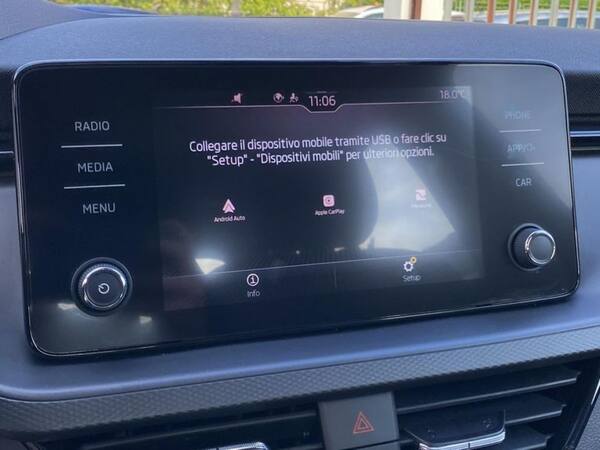 11:06
18.0°C
RADIO
MEDIA
MENU
PHONE
APP/
CAR
Collegare il dispositivo mobile tramite USB o fare clic su
"Setup" - "Dispositivi mobili" per ulteriori opzioni.
Android Auto
Apple CarPlay
Info
Setup